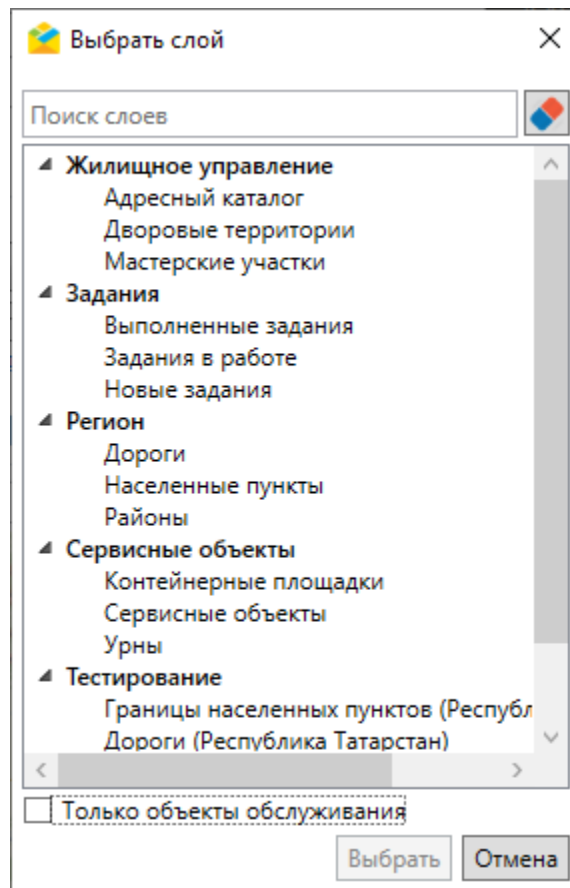 Выбрать слой
Поиск слоев
Жилищное управление
Адресный каталог
Дворовые территории
Мастерские участки
Задания
Выполненные задания
Задания в работе
Новые задания
Регион
Дороги
Населенные пункты
Районы
Сервисные объекты
Контейнерные площадки
Сервисные объекты
Урны
Тестирование
Границы населенных пунктов (Республ
Дороги (Республика Татарстан)
Только объекты обслуживания
Выбрать Отмена